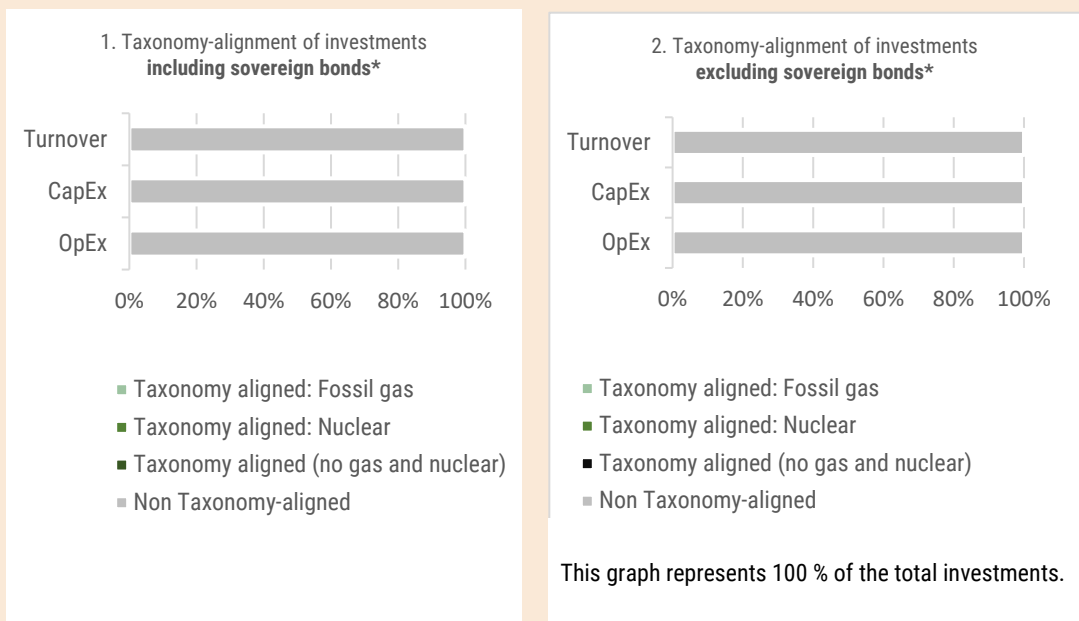 1. Taxonomy-alignment of investments
including sovereign bonds*
Turnover
CapEx
OpEx
0% 20% 40% 60% 80% 100%
Taxonomy aligned: Fossil gas
Taxonomy aligned: Nuclear
Taxonomy aligned (no gas and nuclear)
Non Taxonomy-aligned
2. Taxonomy-alignment of investments
excluding sovereign bonds*
Turnover
CapEx
OpEx
0% 20% 40% 60% 80% 100%
Taxonomy aligned: Fossil gas
Taxonomy aligned: Nuclear
Taxonomy aligned (no gas and nuclear)
Non Taxonomy-aligned
This graph represents 100 % of the total investments.